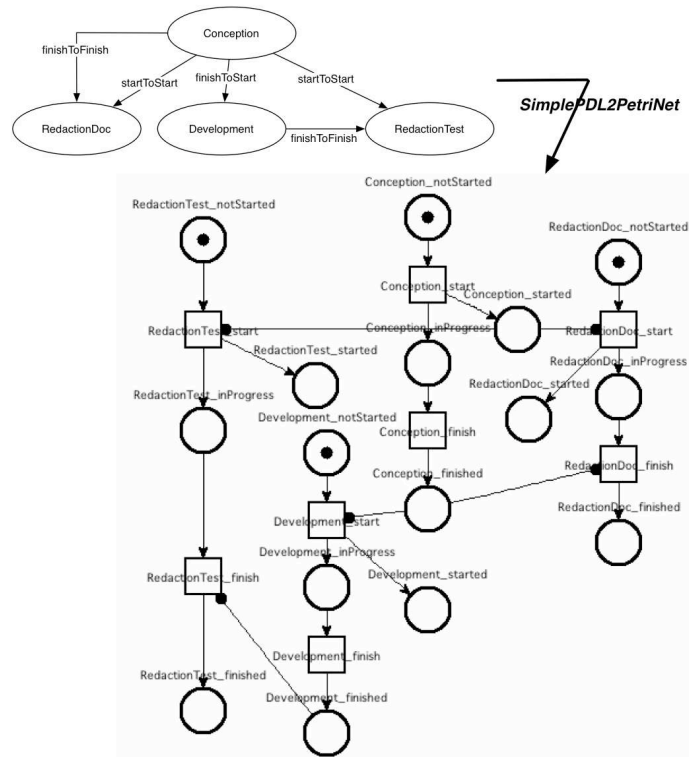 Conception
finishToFinish
startToStart
finishToStart
startToStart
SimplePDL2PetriNet
RedactionDoc
Development
finishToFinish
RedactionTest
Conception_notStarted
RedactionTest_notStarted
RedactionDoc_notStarted
Conception_start
Conception_started
RedactionTest_start
Conception_inProgress
RedactionDoc_start
RedactionTest_started
RedactionDoc_inProgress
RedactionDoc_started
RedactionTest_inProgress
Development_notStarted
Conception_finish
RedactionDoc_finish
Conception_finished
RedactionDoc_finished
Development_start
Development_inProgress
RedactionTest_finish
Development_started
Development_finish
RedactionTest_finished
Development_finished